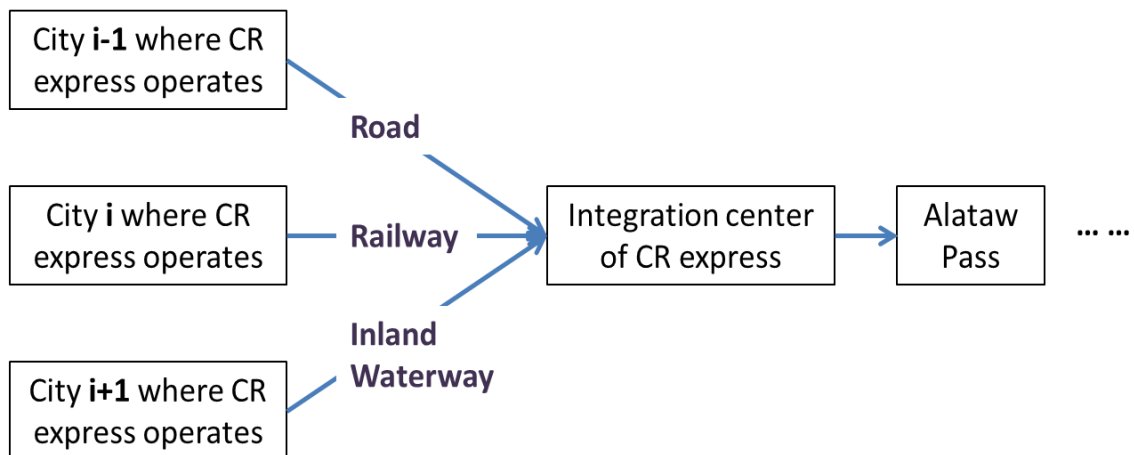 City i-1 where CR
express operates
Road
City i where CR
express operates
Railway
Integration center
of CR express
Alataw
Pass
... ...
Inland
Waterway
City i+1 where CR
express operates